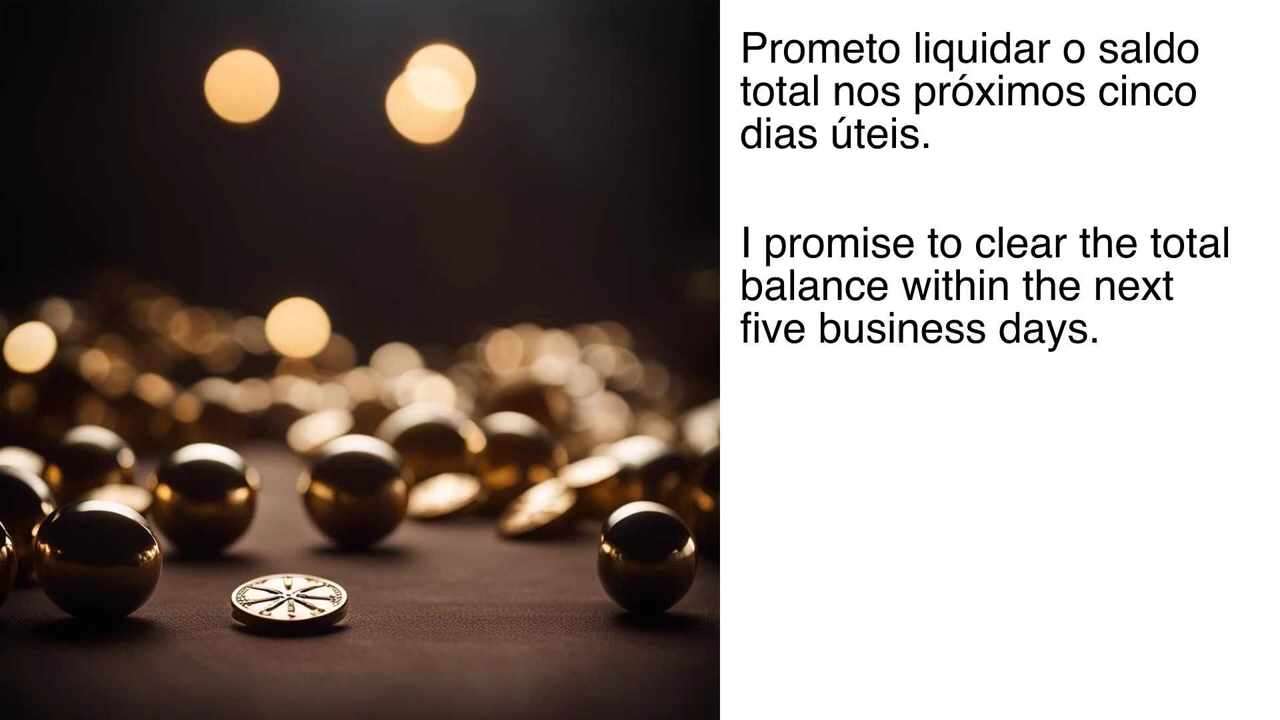 Prometo liquidar o saldo
total nos próximos cinco
dias úteis.
I promise to clear the total
balance within the next
five business days.